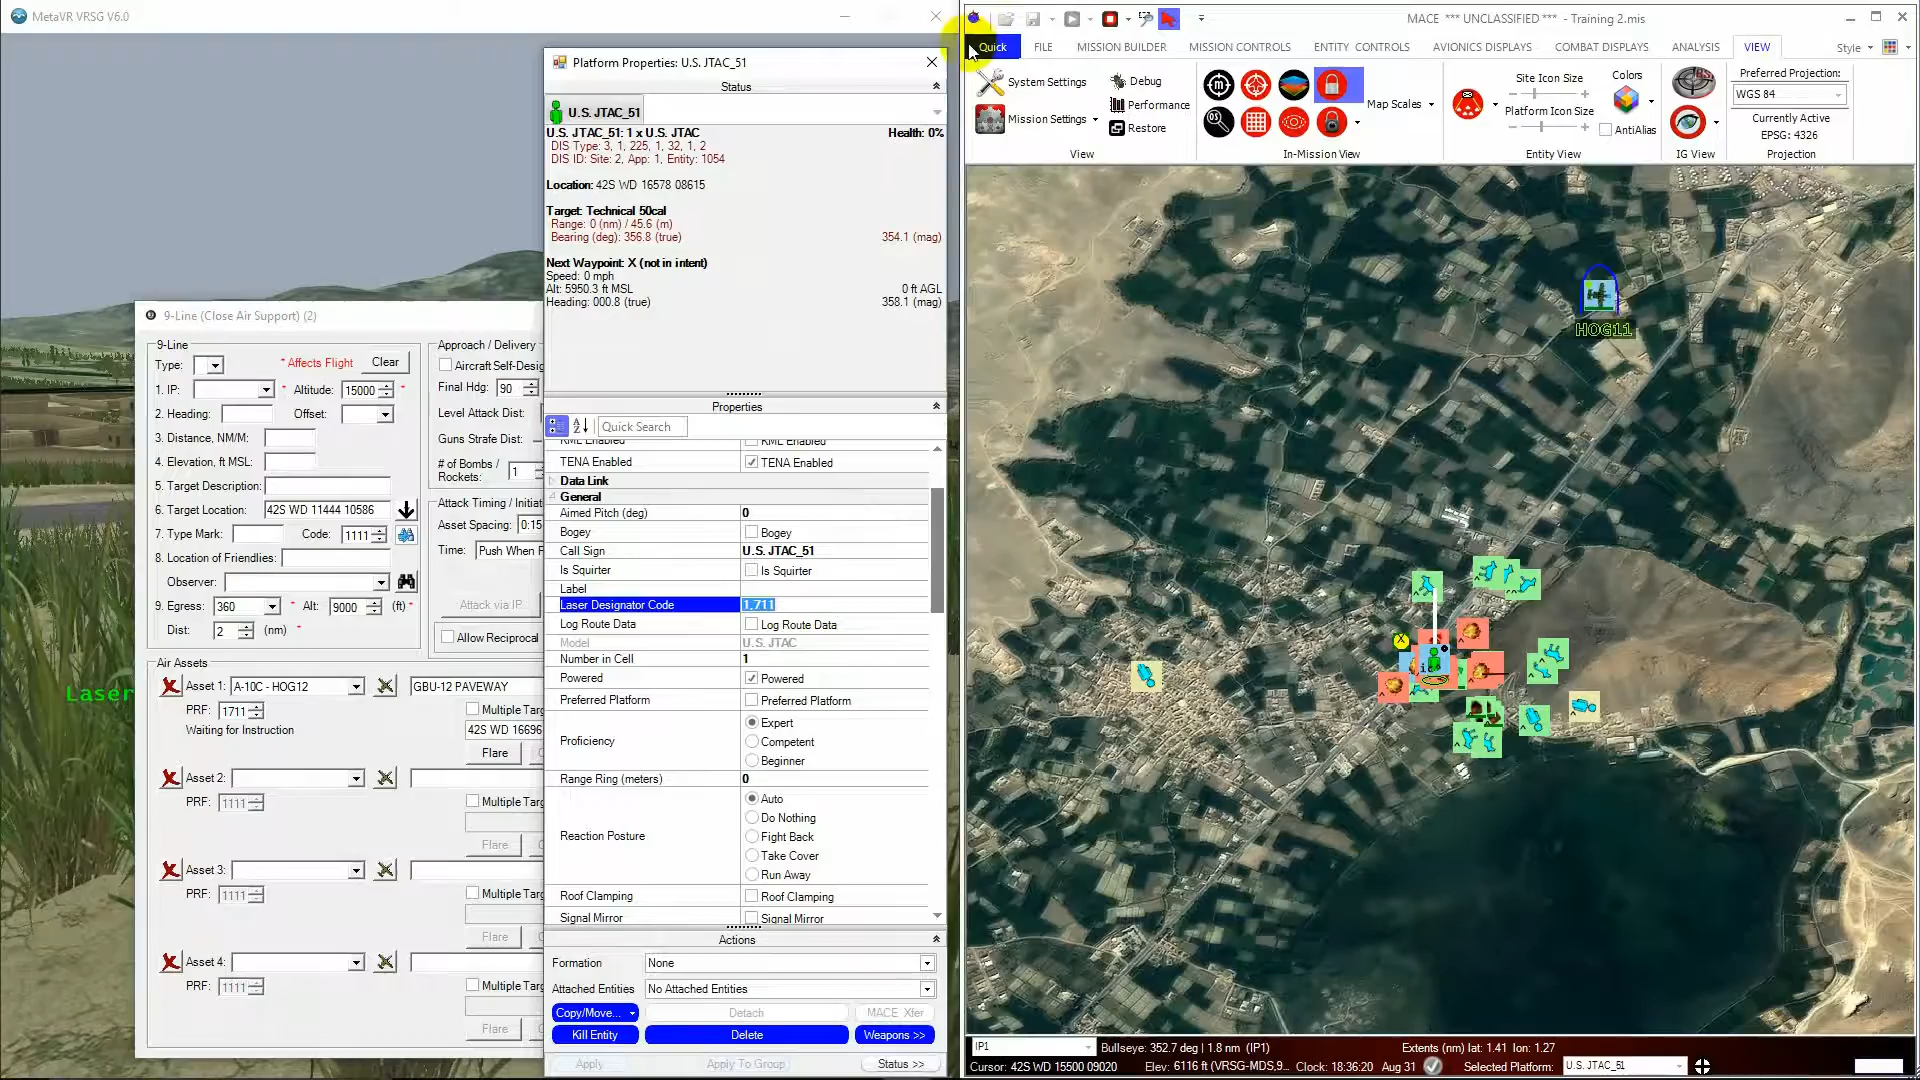 MetaVR VRSG V6.0
Platform Properties: U.S. JTAC_51
Status
U.S. JTAC_51
U.S. JTAC_51: 1 x U.S. JTAC Health: 0%
DIS Type: 3, 1, 225, 1, 32, 1, 2
DIS ID: Site: 2, App: 1, Entity: 1054
Location: 42S WD 16578 08615
Target: Technical 50cal
Range: 0 (nm) / 45.6 (m)
Bearing (deg): 356.8 (true) 354.1 (mag)
Next Waypoint: X (not in intent)
Speed: 0 mph
Alt: 5950.3 ft MSL 0 ft AGL
Heading: 000.8 (true) 358.1 (mag)
Properties
Quick Search
KML Enabled KML Enabled
TENA Enabled TENA Enabled
Data Link
General
Aimed Pitch (deg) 0
Bogey Bogey
Call Sign U.S. JTAC_51
Is Squirter Is Squirter
Label
Laser Designator Code 1,711
Log Route Data Log Route Data
Model U.S. JTAC
Number in Cell 1
Powered Powered
Preferred Platform Preferred Platform
Proficiency
Expert
Competent
Beginner
Range Ring (meters) 0
Reaction Posture
Auto
Do Nothing
Fight Back
Take Cover
Run Away
Roof Clamping Roof Clamping
Signal Mirror Signal Mirror
Actions
Formation None
Attached Entities No Attached Entities
Copy/Move... Detach MACE Xfer
Kill Entity Delete Weapons >>
Apply Apply To Group Status >>
9-Line (Close Air Support) (2)
9-Line
Type: * Affects Flight Clear
1. IP: * Altitude: 15000 *
2. Heading: Offset:
3. Distance, NM/M:
4. Elevation, ft MSL:
5. Target Description:
6. Target Location: 42S WD 11444 10586
7. Type Mark: Code: 1111
8. Location of Friendlies:
Observer:
9. Egress: 360 * Alt: 9000 (ft) *
Dist: 2 (nm) *
Approach / Delivery
Aircraft Self-Desig
Final Hdg: 90
Level Attack Dist:
Guns Strafe Dist:
# of Bombs / Rockets: 1
Attack Timing / Initiat
Asset Spacing: 0:15
Time: Push When R
Attack via IP...
Allow Reciprocal
Air Assets
Asset 1: A-10C - HOG12 GBU-12 PAVEWAY
PRF: 1711 Multiple Targ
Waiting for Instruction 42S WD 16696
Flare
Asset 2:
PRF: 1111 Multiple Targ
Flare
Asset 3:
PRF: 1111 Multiple Targ
Flare
Asset 4:
PRF: 1111 Multiple Targ
Flare
Laser
MACE *** UNCLASSIFIED *** - Training 2.mis
Quick FILE MISSION BUILDER MISSION CONTROLS ENTITY CONTROLS AVIONICS DISPLAYS COMBAT DISPLAYS ANALYSIS VIEW Style
System Settings Debug
Performance
Mission Settings
Restore
View
Map Scales
In-Mission View
Site Icon Size
Platform Icon Size
Colors
AntiAlias
Entity View
IG View
Preferred Projection:
WGS 84
Currently Active
EPSG: 4326
Projection
HOG11
X
IP1 Bullseye: 352.7 deg | 1.8 nm (IP1) Extents (nm) lat: 1.41 lon: 1.27
Cursor: 42S WD 15500 09020 Elev: 6116 ft (VRSG-MDS,9... Clock: 18:36:20 Aug 31 Selected Platform: U.S. JTAC_51